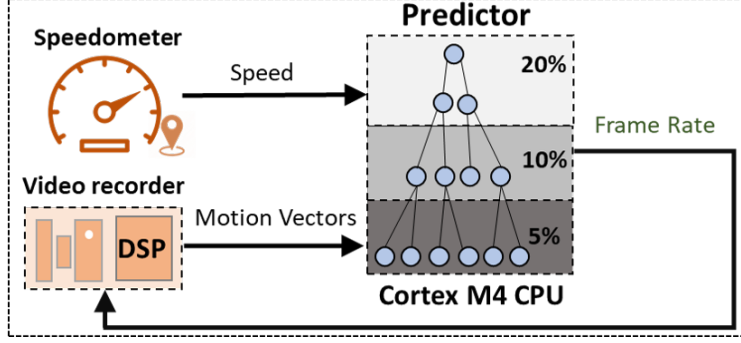 Predictor
Speedometer
Speed
20%
Frame Rate
10%
Video recorder
Motion Vectors
DSP
5%
Cortex M4 CPU